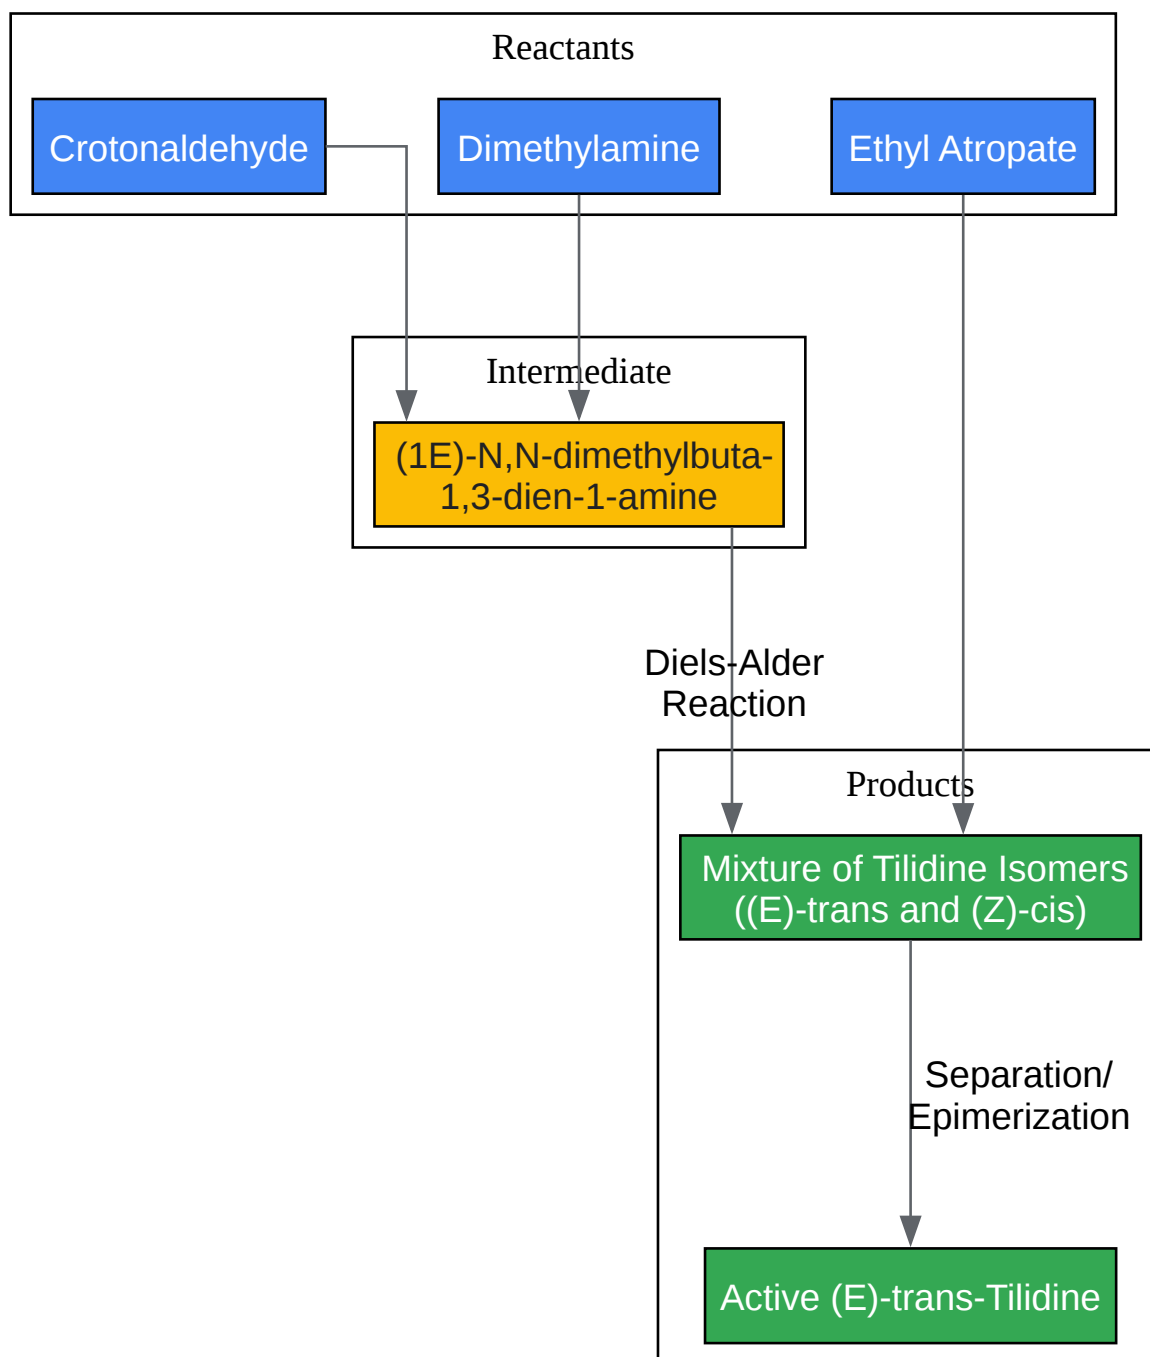 Reactants
Crotonaldehyde
Dimethylamine
Ethyl Atropate
Intermediate
(1E)-N,N-dimethylbuta-
1,3-dien-1-amine
Diels-Alder
Reaction
Products
Mixture of Tilidine Isomers
((E)-trans and (Z)-cis)
Separation/
Epimerization
Active (E)-trans-Tilidine